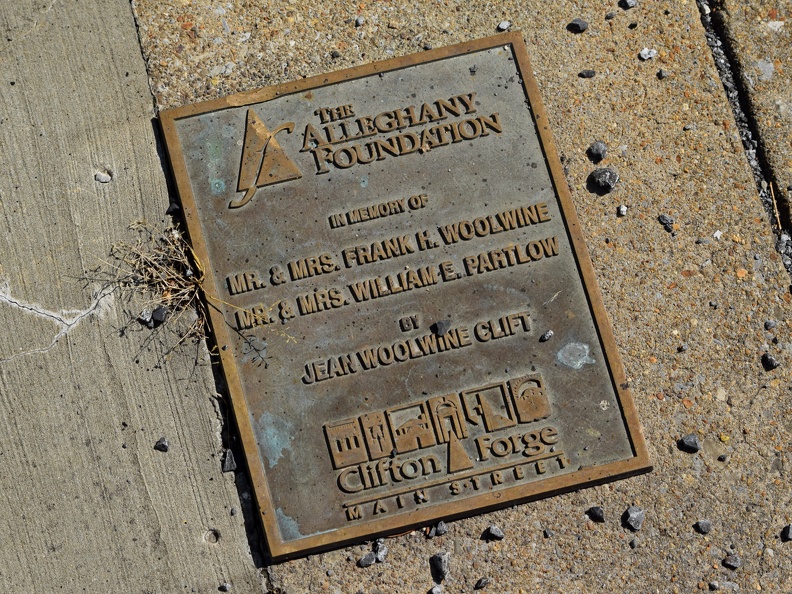 THE
ALLEGHANY
FOUNDATION
IN MEMORY OF
MR. & MRS. FRANK H. WOOLWINE
MR. & MRS. WILLIAM E. PARTLOW
BY
JEAN WOOLWINE CLIFT
Clifton Forge
MAIN STREET